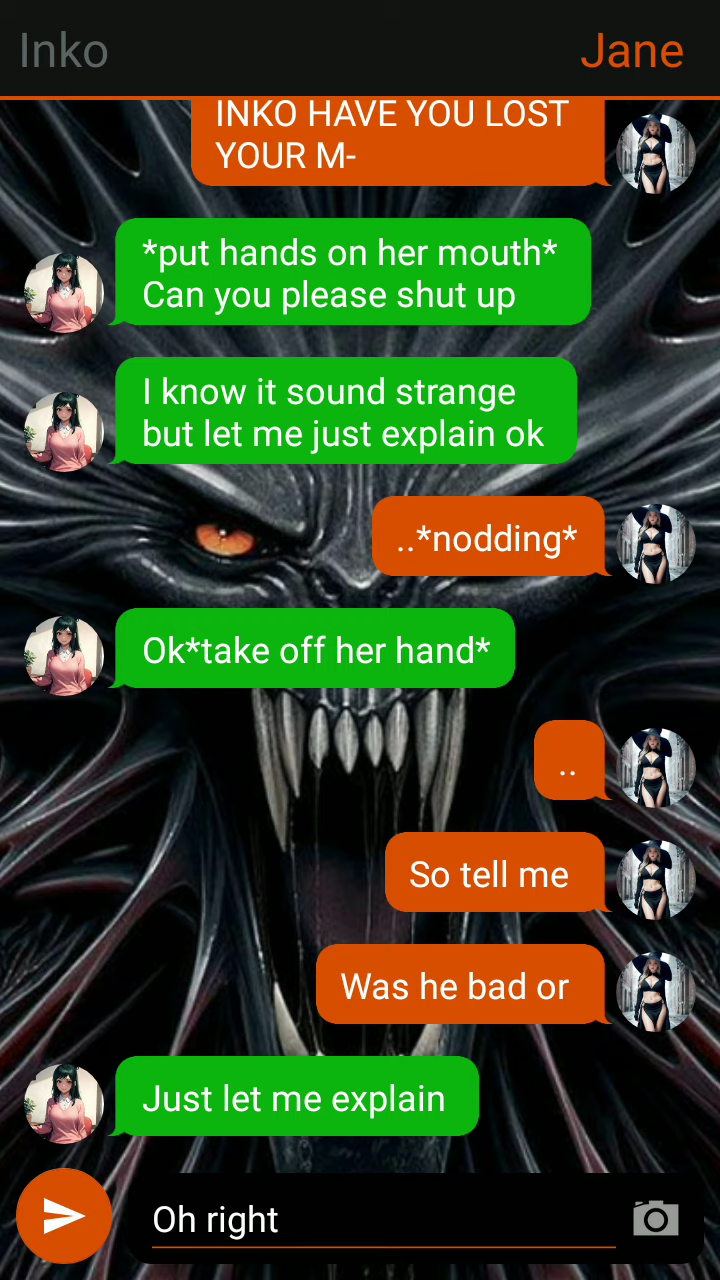 Inko
Jane
INKO HAVE YOU LOST
YOUR M-
*put hands on her mouth*
Can you please shut up
I know it sound strange
but let me just explain ok
..*nodding*
Ok*take off her hand*
..
So tell me
Was he bad or
Just let me explain
Oh right